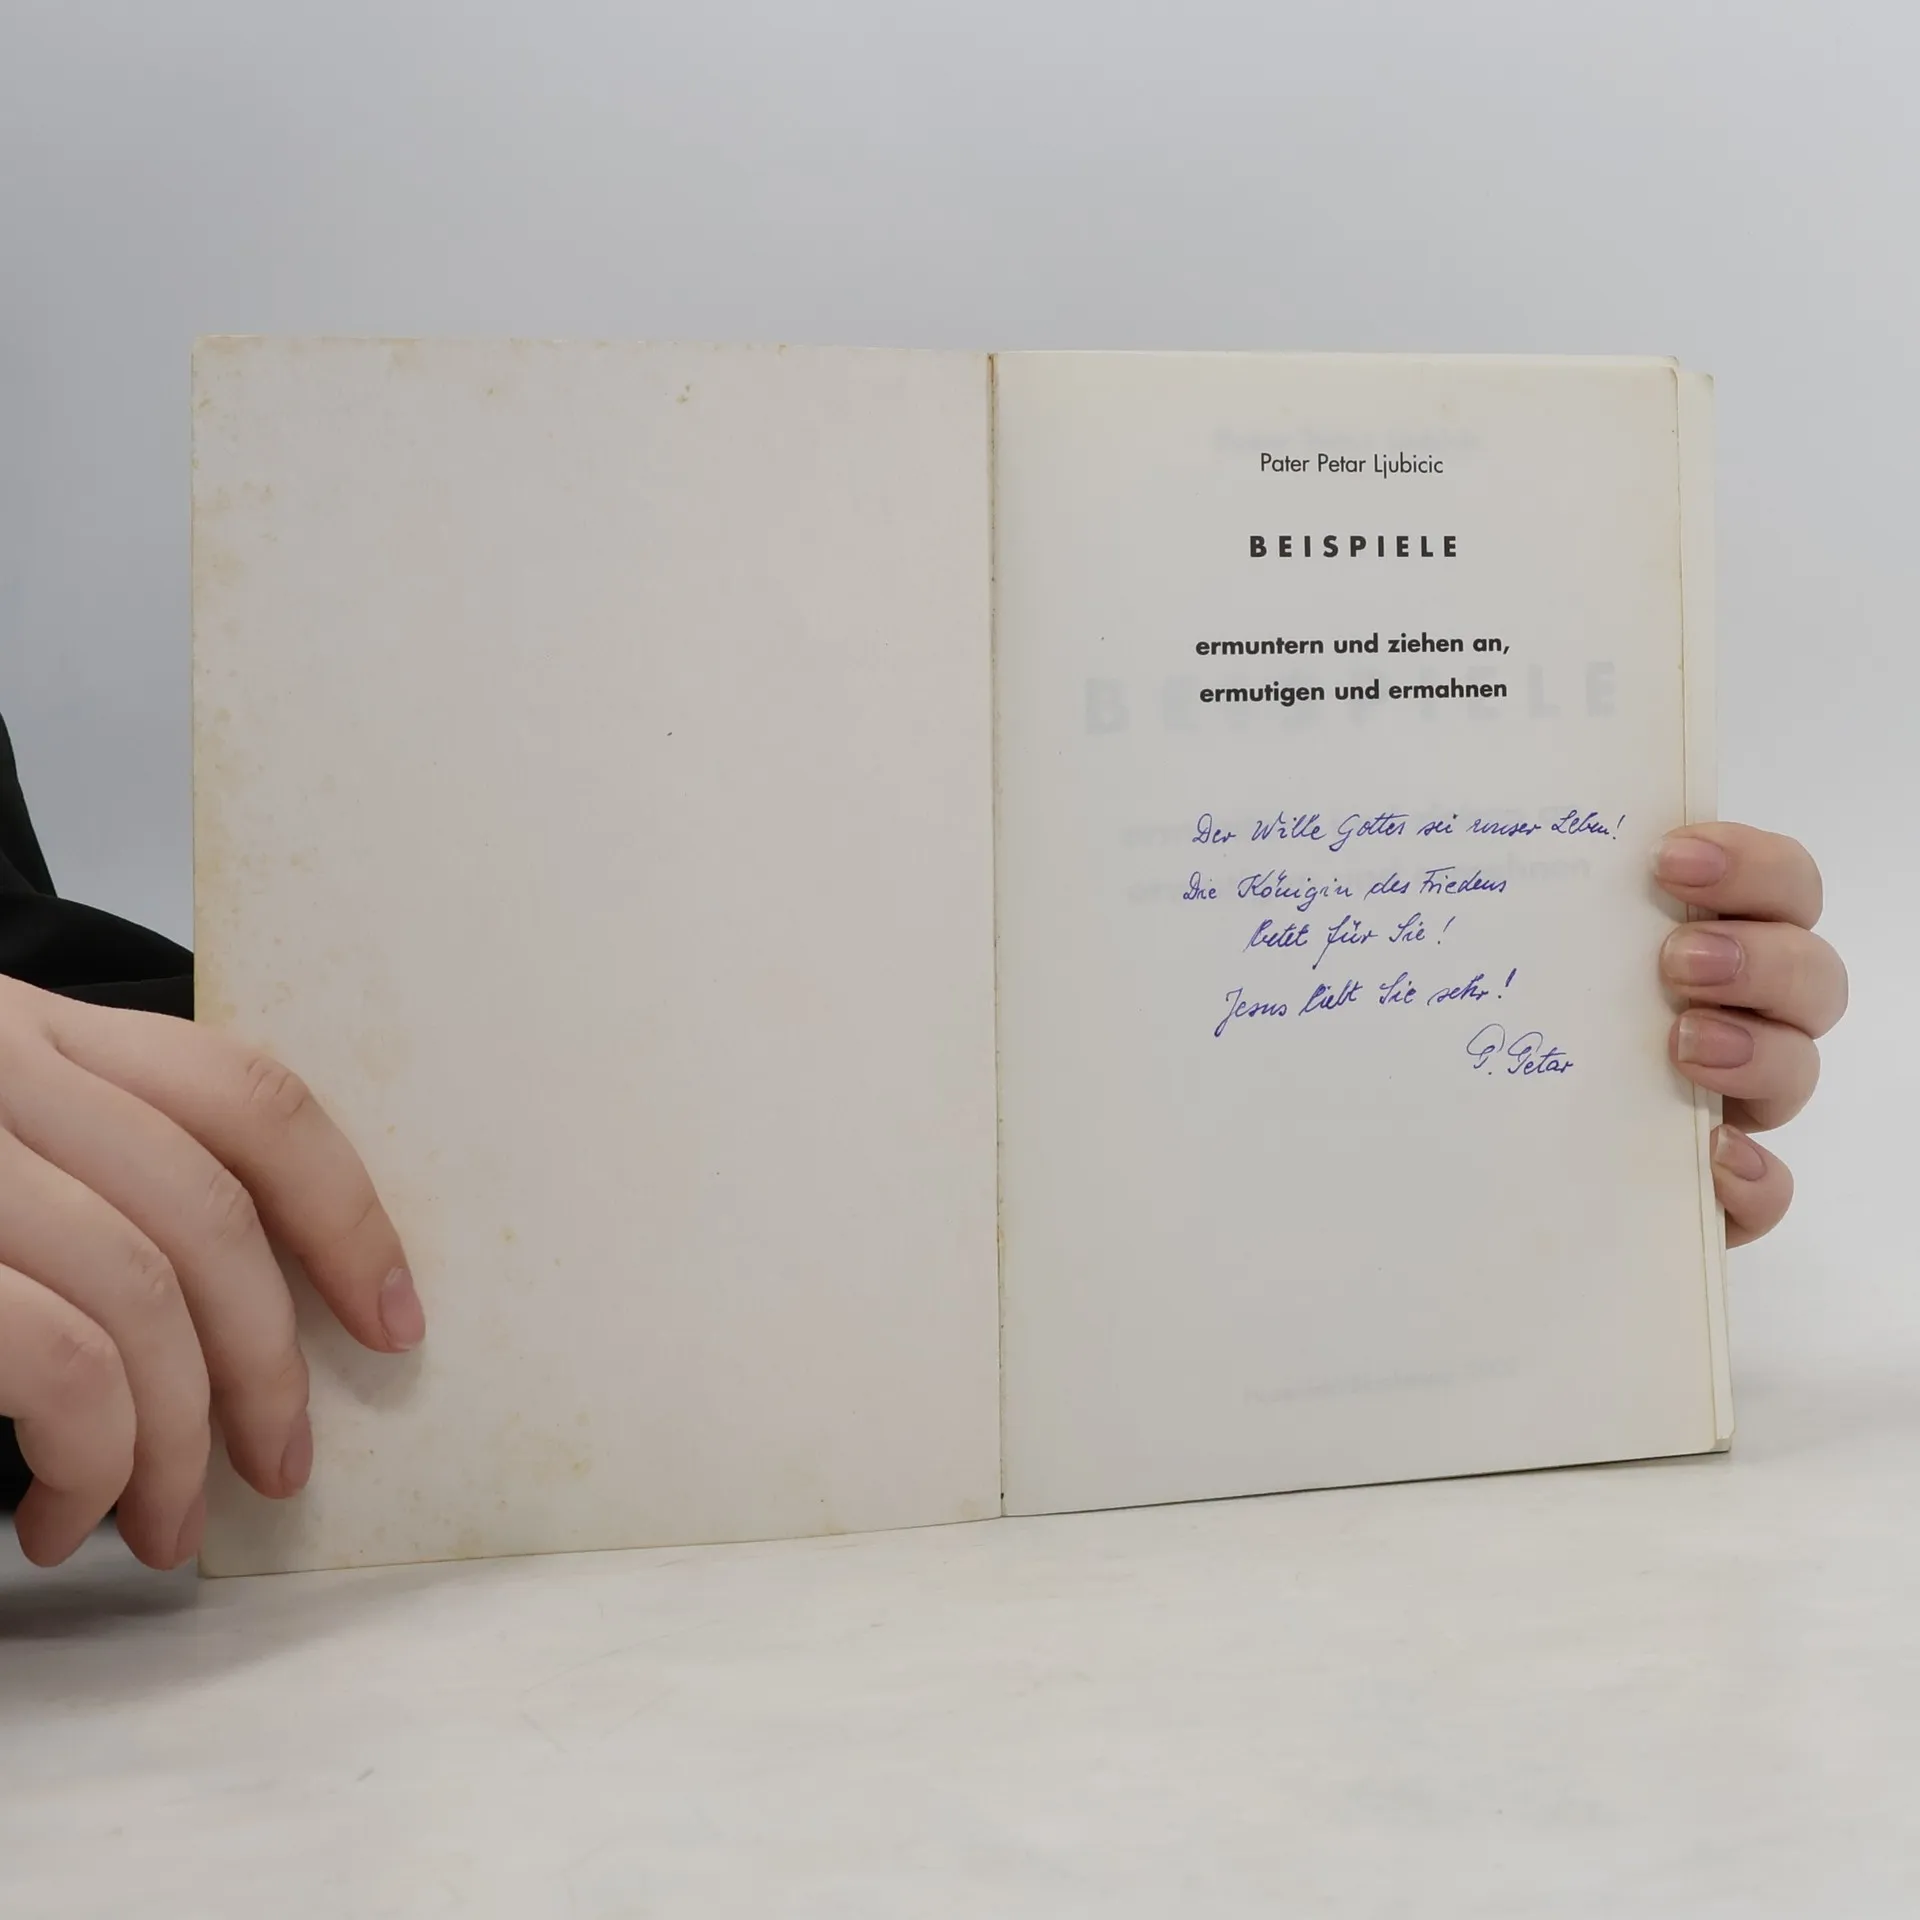 Pater Petar Ljubicic
BEISPIELE
ermuntern und ziehen an,
ermutigen und ermahnen
Der Wille Gottes sei unser Leben!
Die Königin des Friedens
betet für Sie!
Jesus liebt Sie sehr!
P. Petar